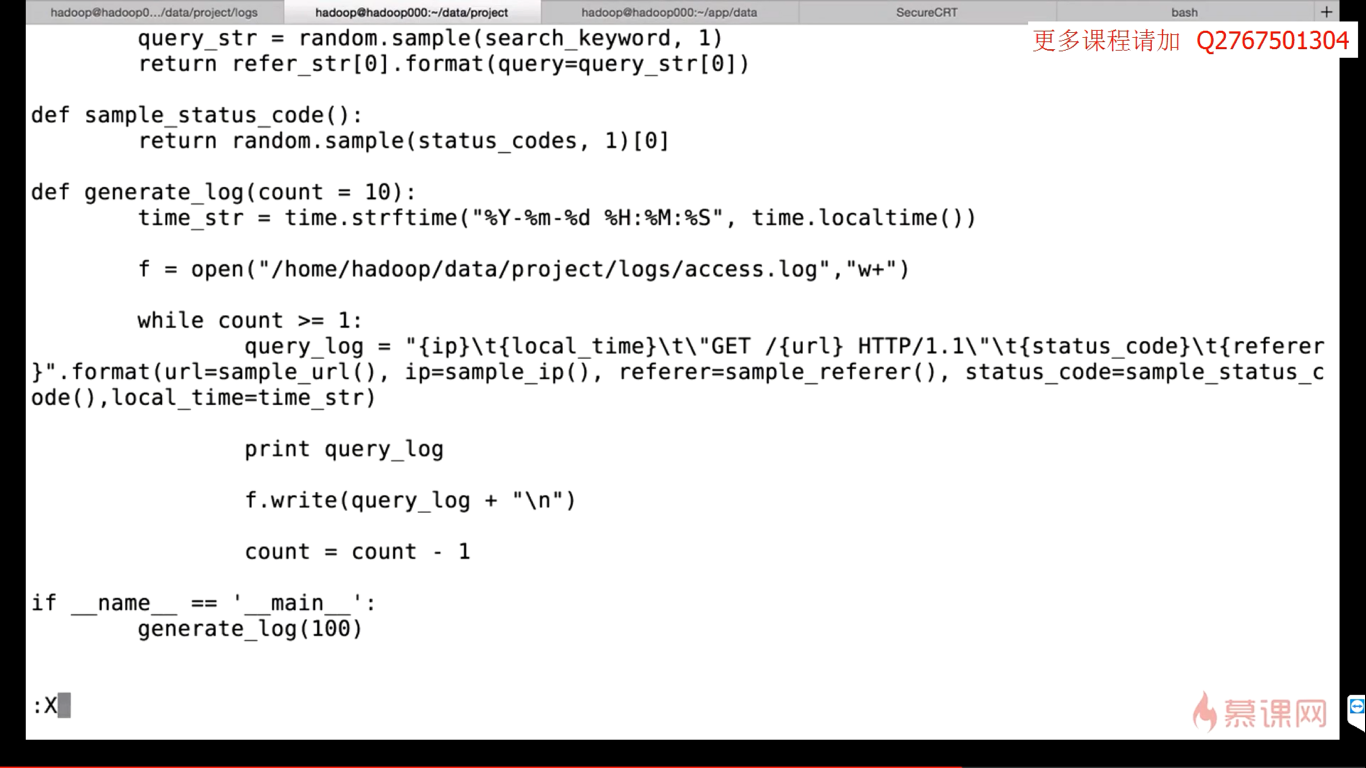 hadoop@hadoop0.../data/project/logs
hadoop@hadoop000:~/data/project
hadoop@hadoop000:~/app/data
SecureCRT
bash
+
更多课程请加 Q2767501304
query_str = random.sample(search_keyword, 1)
return refer_str[0].format(query=query_str[0])
def sample_status_code():
return random.sample(status_codes, 1)[0]
def generate_log(count = 10):
time_str = time.strftime("%Y-%m-%d %H:%M:%S", time.localtime())
f = open("/home/hadoop/data/project/logs/access.log","w+")
while count >= 1:
query_log = "{ip}\t{local_time}\t\"GET /{url} HTTP/1.1\"\t{status_code}\t{referer
}".format(url=sample_url(), ip=sample_ip(), referer=sample_referer(), status_code=sample_status_c
ode(),local_time=time_str)
print query_log
f.write(query_log + "\n")
count = count - 1
if __name__ == '__main__':
generate_log(100)
:X
慕课网